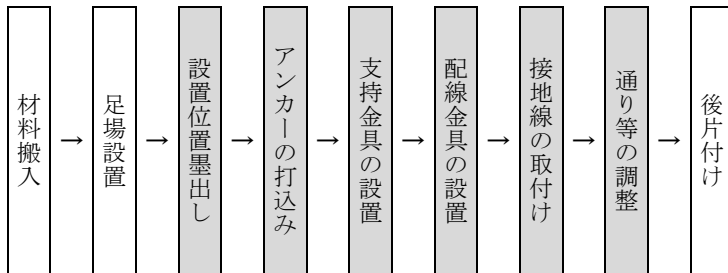 材料搬入
→
足場設置
→
設置位置墨出し
→
アンカーの打込み
→
支持金具の設置
→
配線金具の設置
→
接地線の取付け
→
通り等の調整
→
後片付け